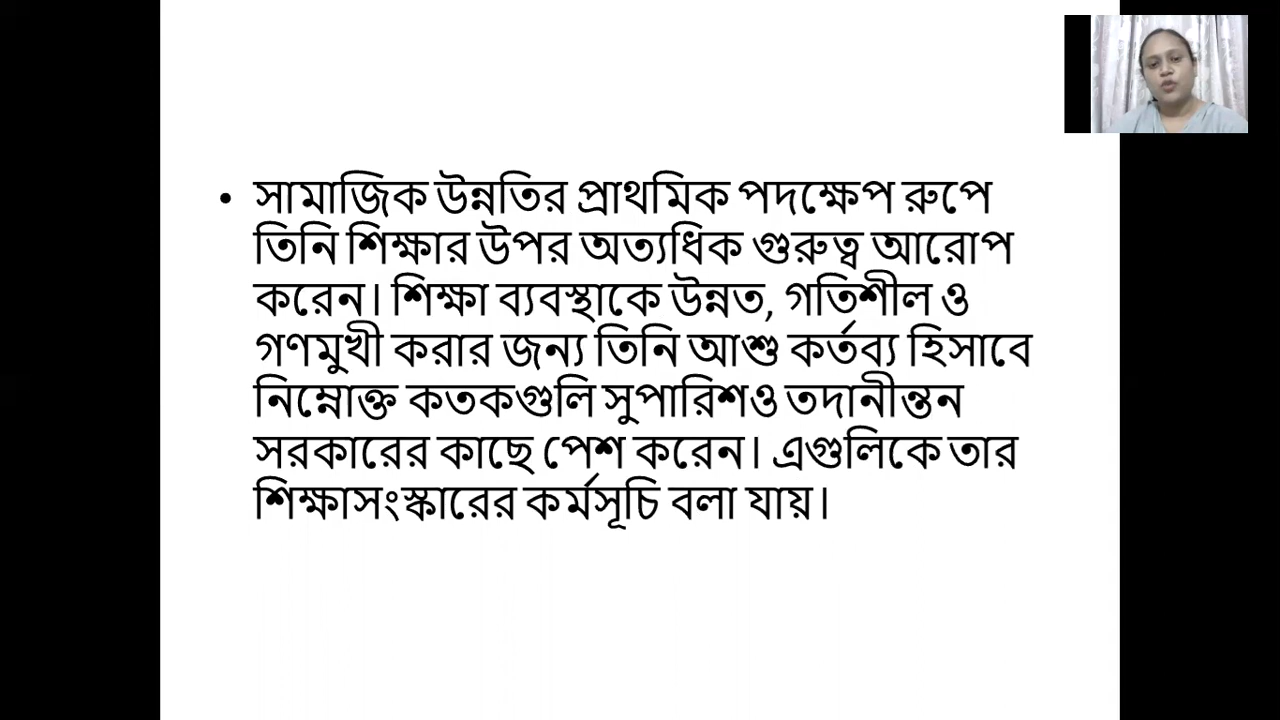 • সামাজিক উন্নতির প্রাথমিক পদক্ষেপ রুপে
তিনি শিক্ষার উপর অত্যধিক গুরুত্ব আরোপ
করেন। শিক্ষা ব্যবস্থাকে উন্নত, গতিশীল ও
গণমুখী করার জন্য তিনি আশু কর্তব্য হিসাবে
নিম্নোক্ত কতকগুলি সুপারিশও তদানীন্তন
সরকারের কাছে পেশ করেন। এগুলিকে তার
শিক্ষাসংস্কারের কর্মসূচি বলা যায়।